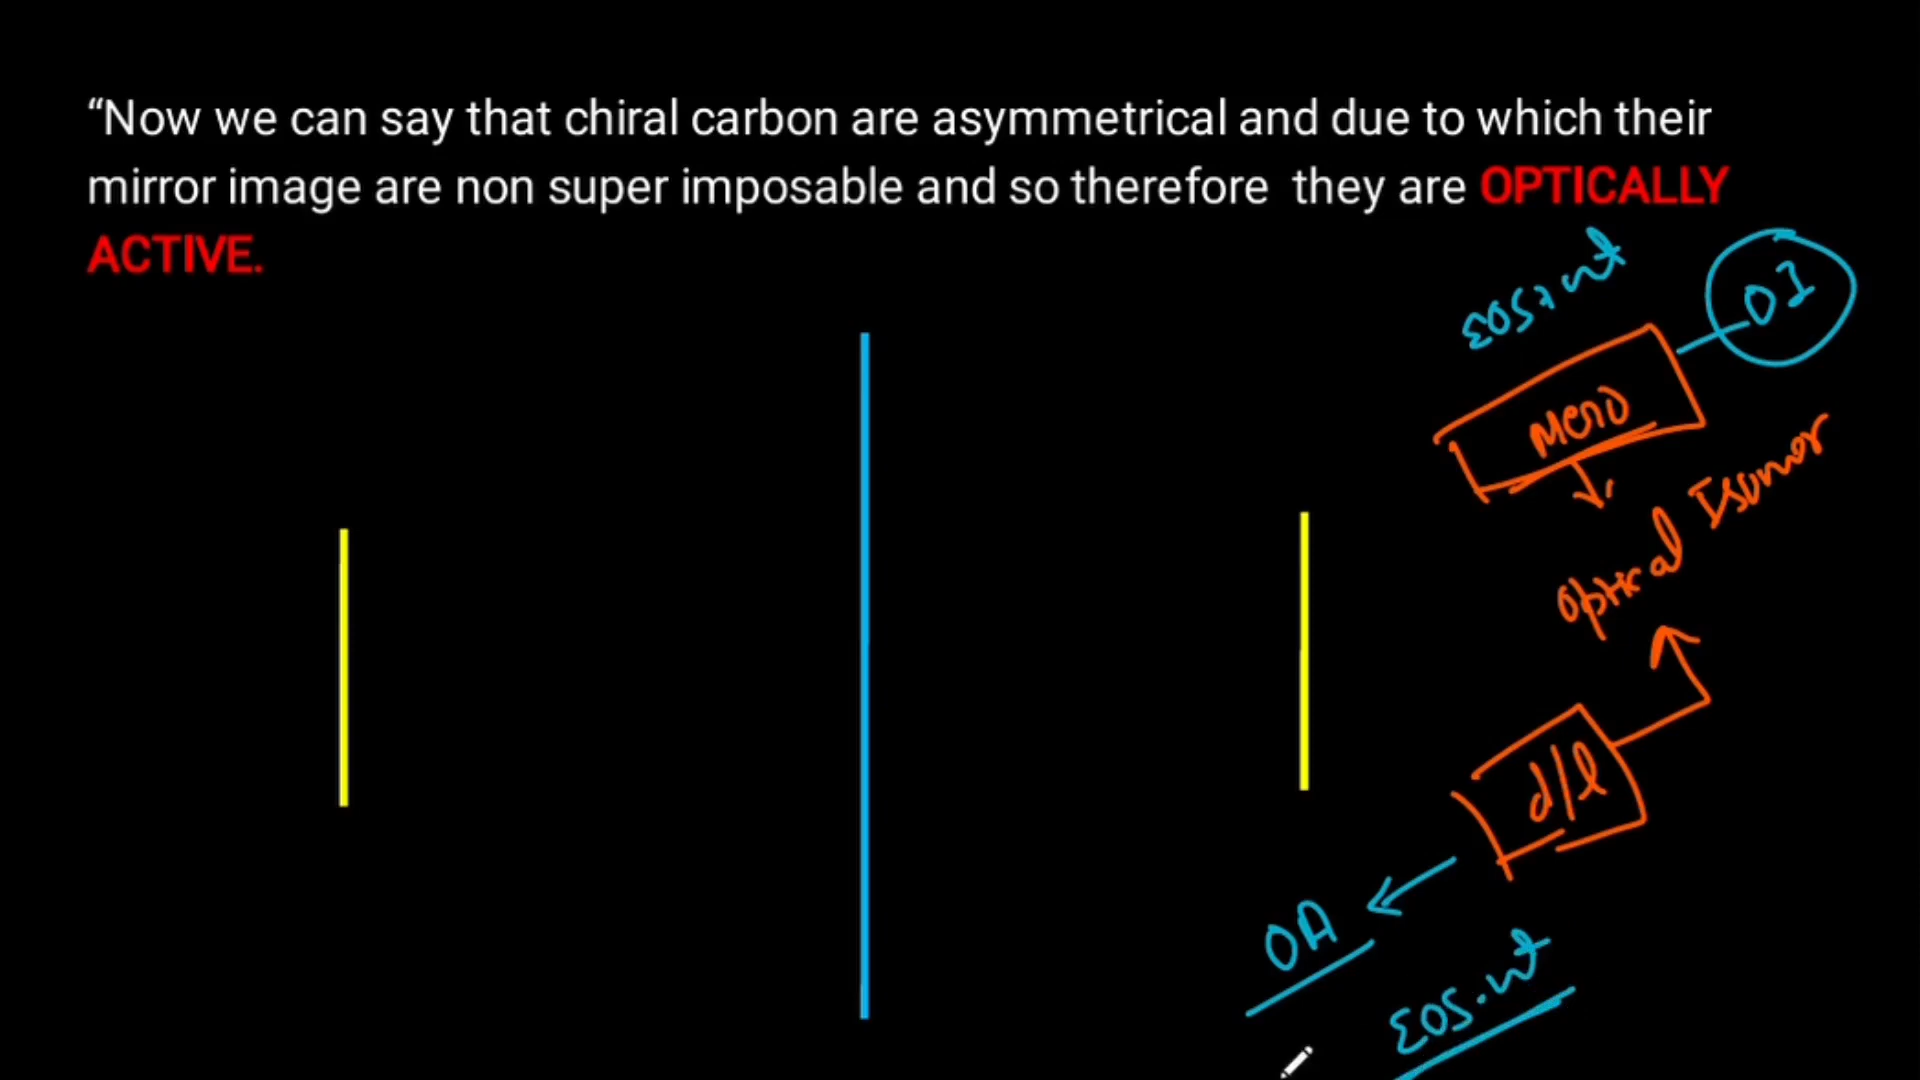 “Now we can say that chiral carbon are asymmetrical and due to which their
mirror image are non super imposable and so therefore they are OPTICALLY
ACTIVE.
OI
Meso
Optical Isomer
d/l
OA